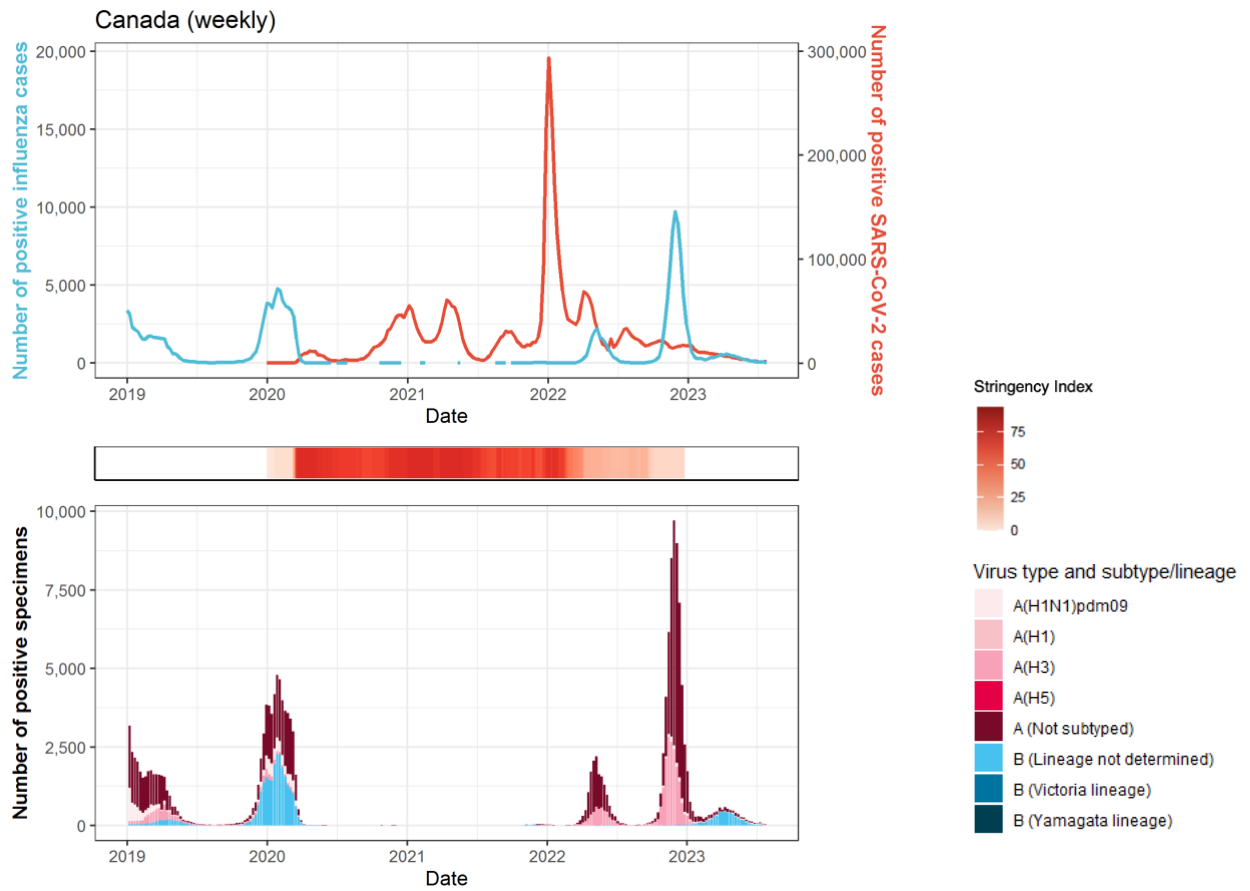 Canada (weekly)
Number of positive influenza cases
20,000
15,000
10,000
5,000
0
300,000
200,000
100,000
0
Number of positive SARS-CoV-2 cases
2019 2020 2021 2022 2023
Date
Number of positive specimens
10,000
7,500
5,000
2,500
0
2019 2020 2021 2022 2023
Date
Stringency Index
75
50
25
0
Virus type and subtype/lineage
A(H1N1)pdm09
A(H1)
A(H3)
A(H5)
A (Not subtyped)
B (Lineage not determined)
B (Victoria lineage)
B (Yamagata lineage)